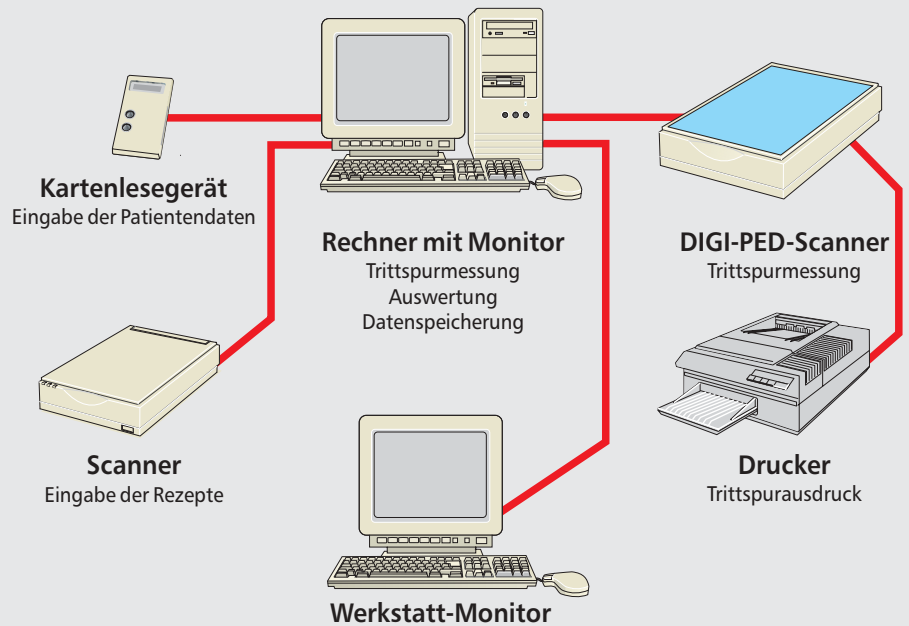 Kartenlesegerät
Eingabe der Patientendaten
Rechner mit Monitor
Trittspurmessung
Auswertung
Datenspeicherung
DIGI-PED-Scanner
Trittspurmessung
Scanner
Eingabe der Rezepte
Drucker
Trittspurausdruck
Werkstatt-Monitor